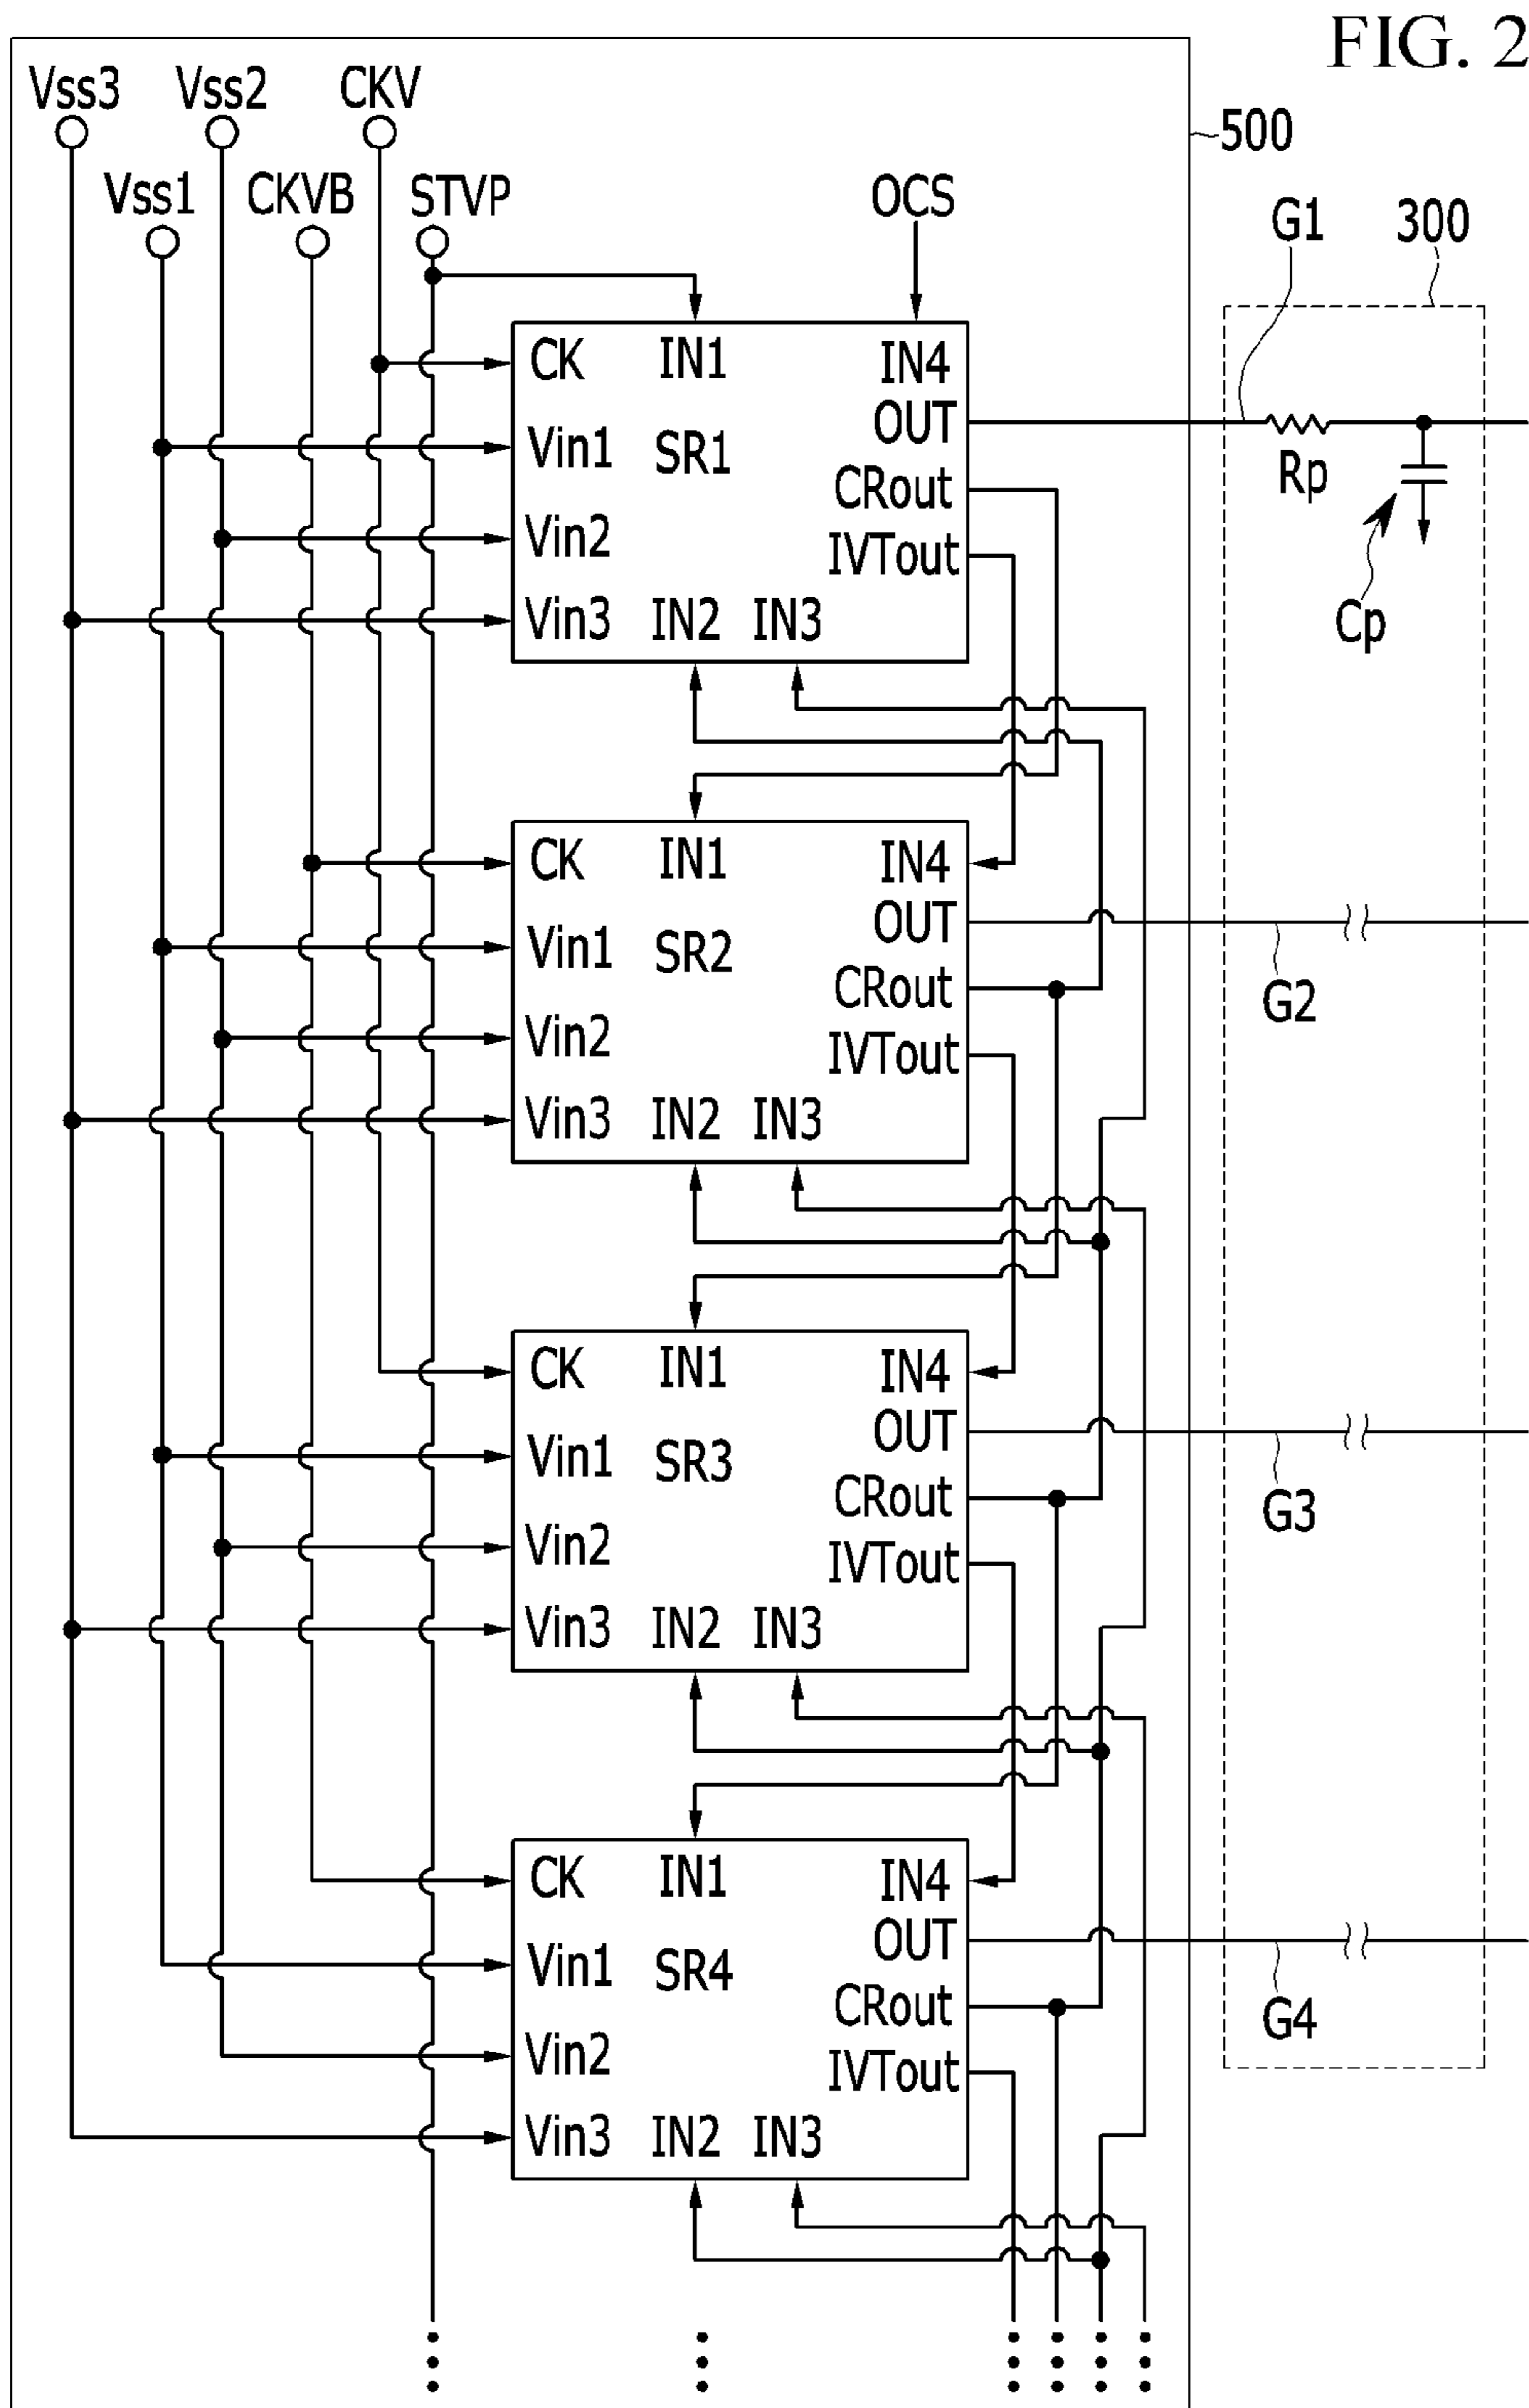 FIG. 2
Vss3 Vss2 CKV
500
Vss1 CKVB STVP OCS
G1 300
CK IN1 IN4
OUT
Vin1 SR1
Rp
CRout
Vin2
IVTout
Vin3 IN2 IN3
Cp
CK IN1 IN4
OUT
Vin1 SR2
CRout
G2
Vin2
IVTout
Vin3 IN2 IN3
CK IN1 IN4
OUT
Vin1 SR3
CRout
G3
Vin2
IVTout
Vin3 IN2 IN3
CK IN1 IN4
OUT
Vin1 SR4
CRout
G4
Vin2
IVTout
Vin3 IN2 IN3